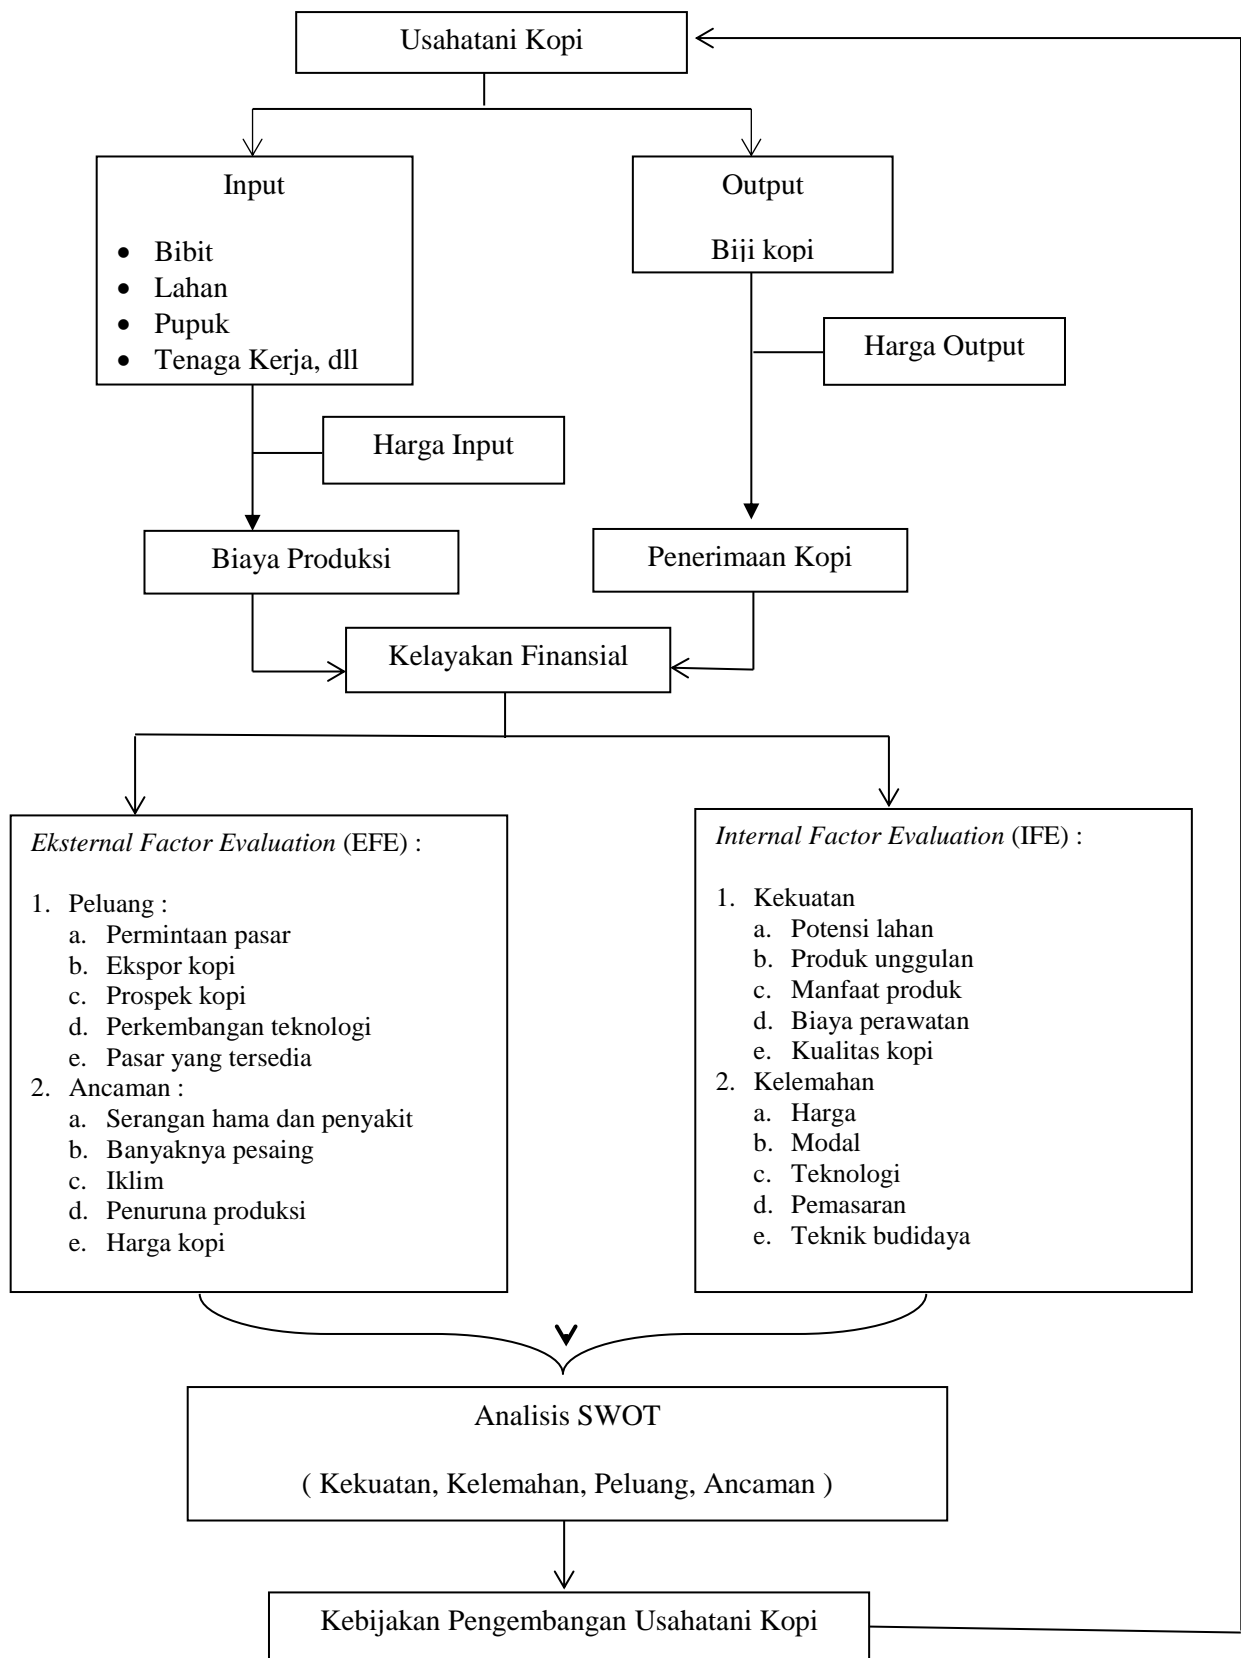 Usahatani Kopi
Input
• Bibit
• Lahan
• Pupuk
• Tenaga Kerja, dll
Output
Biji kopi
Harga Output
Harga Input
Biaya Produksi
Penerimaan Kopi
Kelayakan Finansial
Eksternal Factor Evaluation (EFE) :
1. Peluang :
a. Permintaan pasar
b. Ekspor kopi
c. Prospek kopi
d. Perkembangan teknologi
e. Pasar yang tersedia
2. Ancaman :
a. Serangan hama dan penyakit
b. Banyaknya pesaing
c. Iklim
d. Penuruna produksi
e. Harga kopi
Internal Factor Evaluation (IFE) :
1. Kekuatan
a. Potensi lahan
b. Produk unggulan
c. Manfaat produk
d. Biaya perawatan
e. Kualitas kopi
2. Kelemahan
a. Harga
b. Modal
c. Teknologi
d. Pemasaran
e. Teknik budidaya
Analisis SWOT
( Kekuatan, Kelemahan, Peluang, Ancaman )
Kebijakan Pengembangan Usahatani Kopi